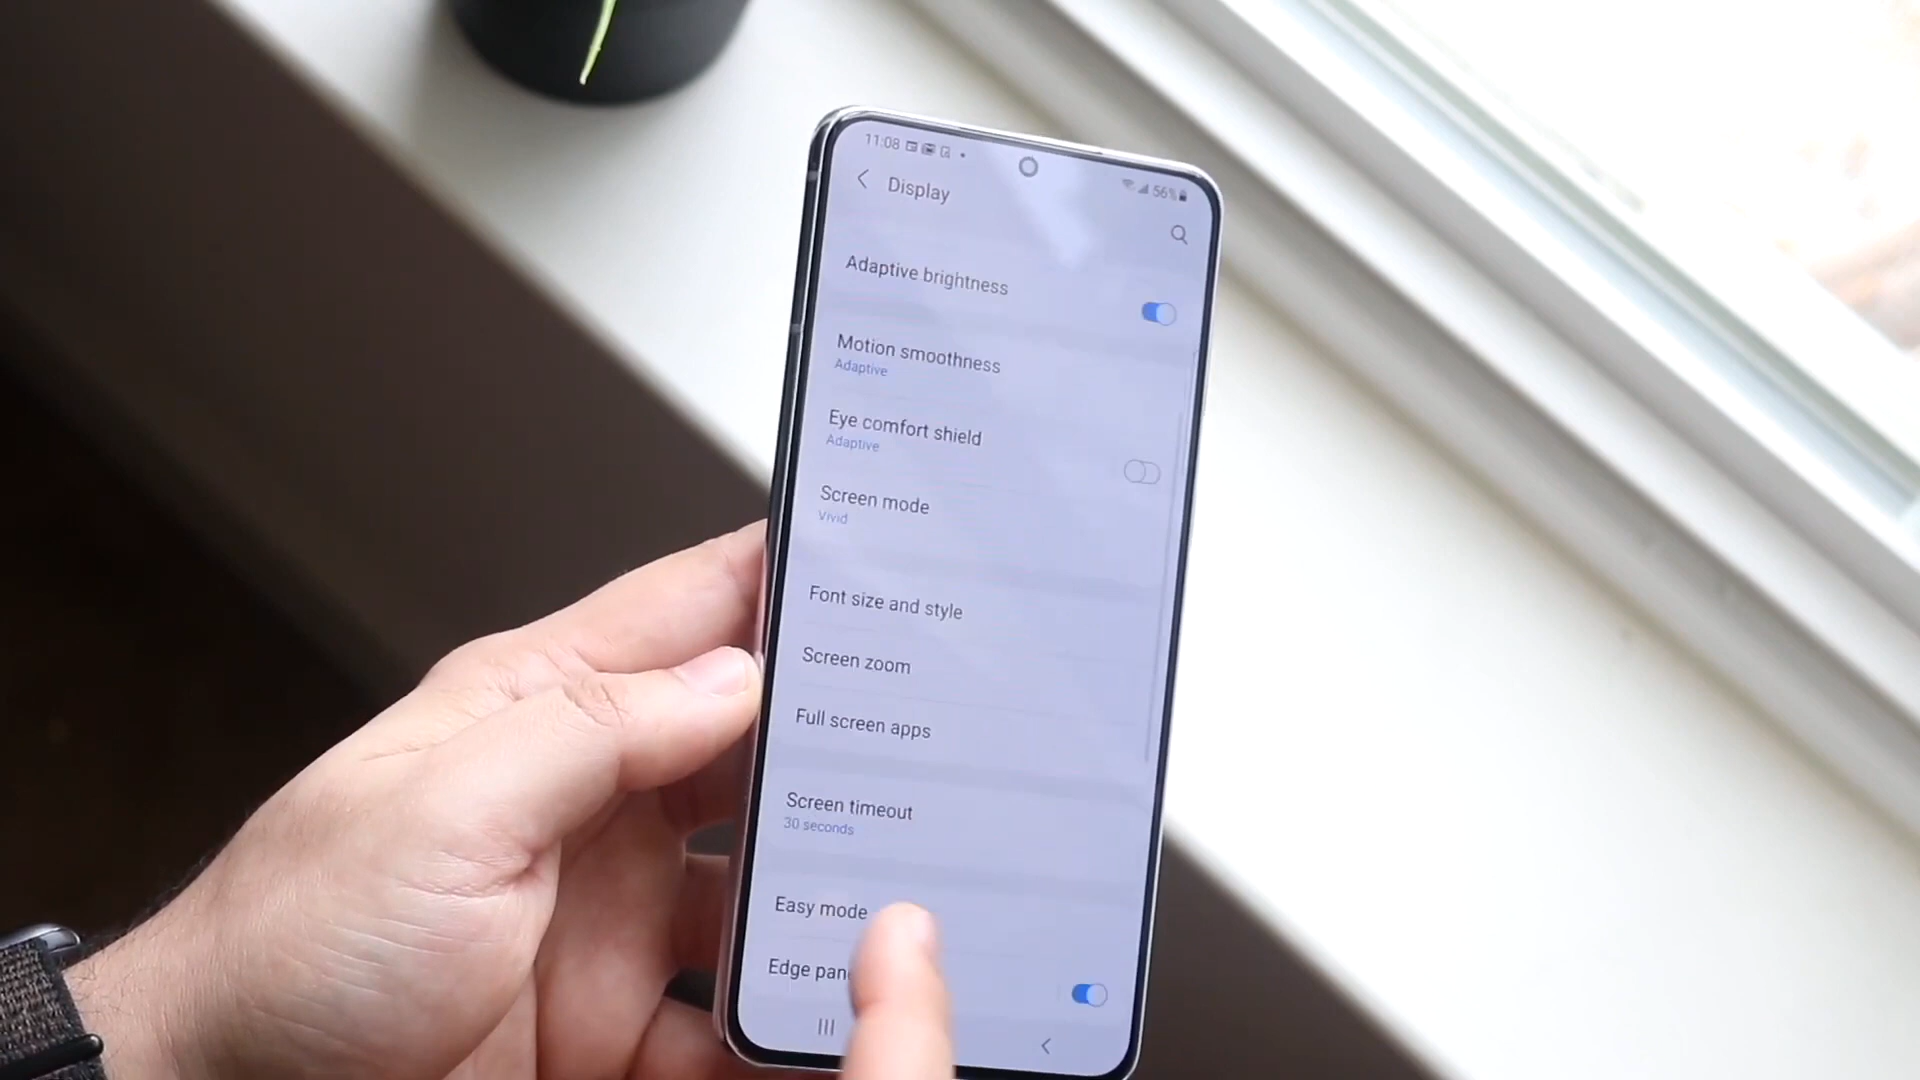 11:08
56%
Display
Adaptive brightness
Motion smoothness
Adaptive
Eye comfort shield
Adaptive
Screen mode
Vivid
Font size and style
Screen zoom
Full screen apps
Screen timeout
30 seconds
Easy mode
Edge pan